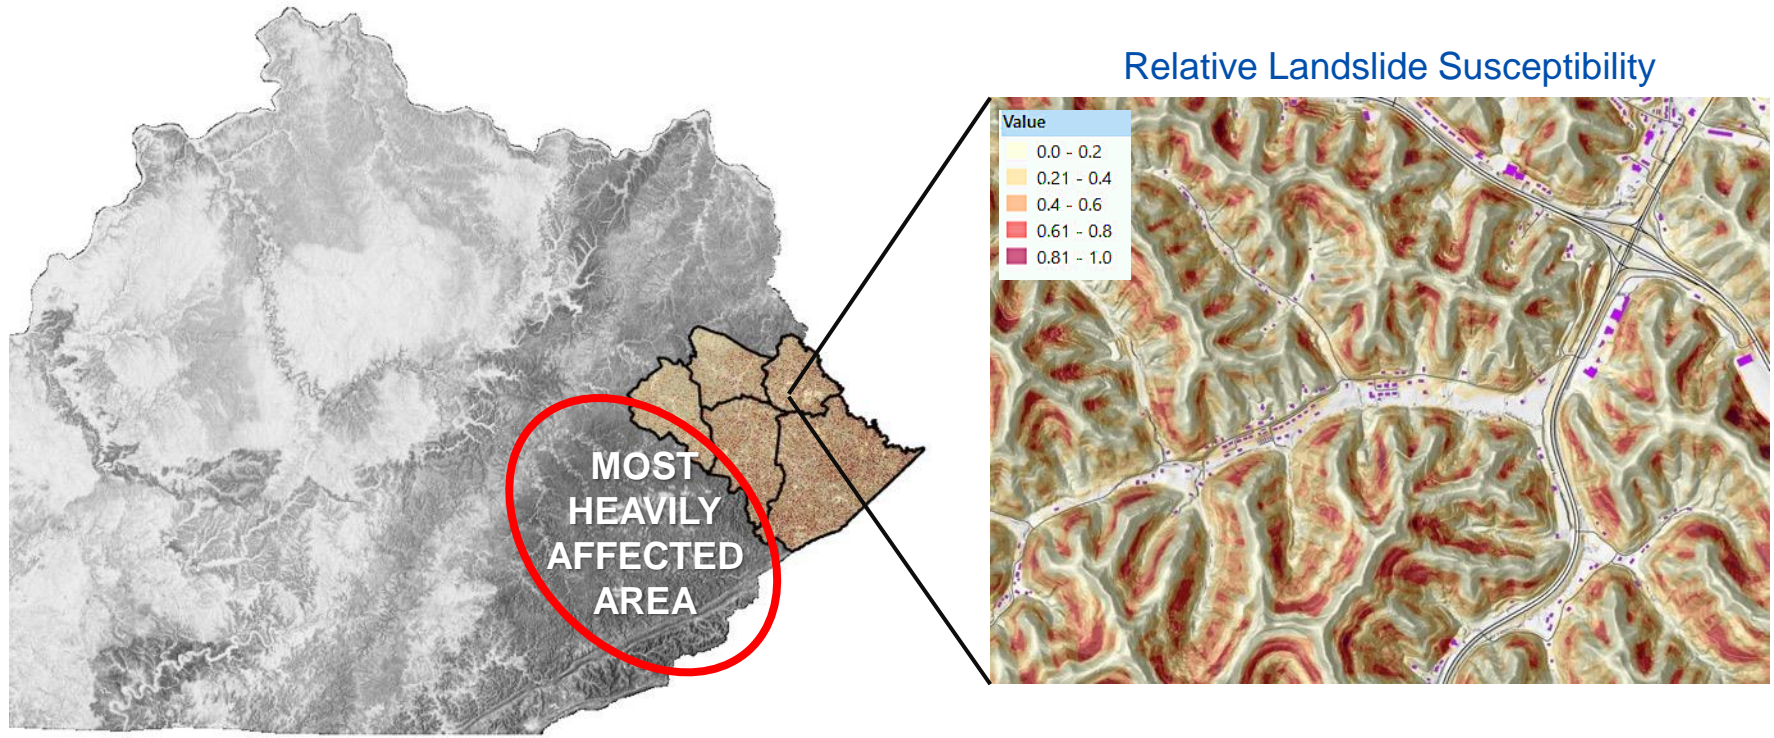 Relative Landslide Susceptibility
Value
0.0 - 0.2
0.21 - 0.4
0.4 - 0.6
0.61 - 0.8
0.81 - 1.0
MOST
HEAVILY
AFFECTED
AREA